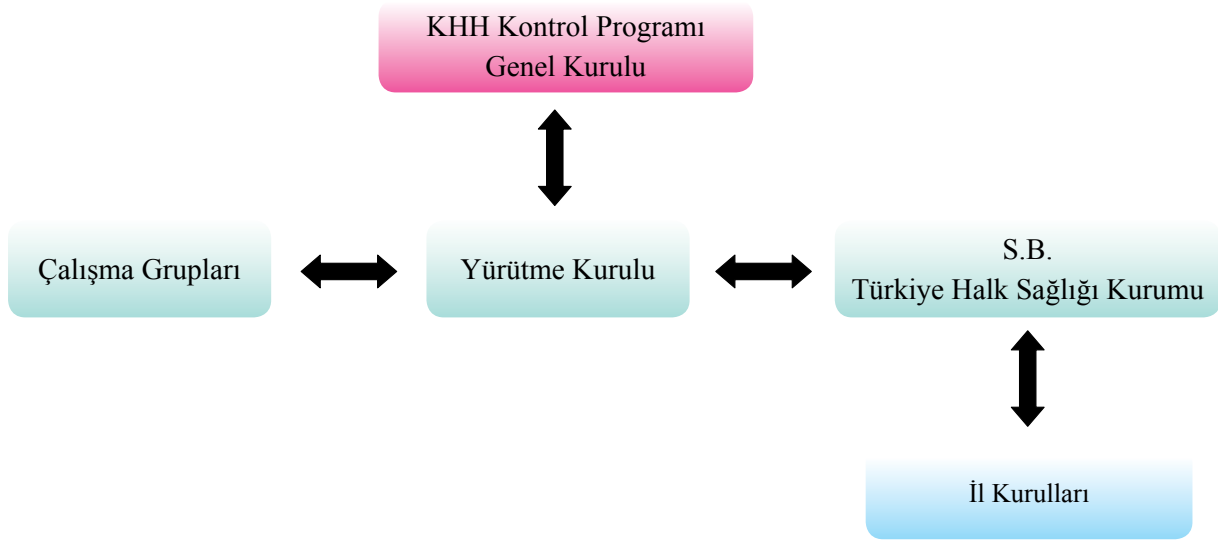 KHH Kontrol Programı
Genel Kurulu
Çalışma Grupları
Yürütme Kurulu
S.B.
Türkiye Halk Sağlığı Kurumu
İl Kurulları